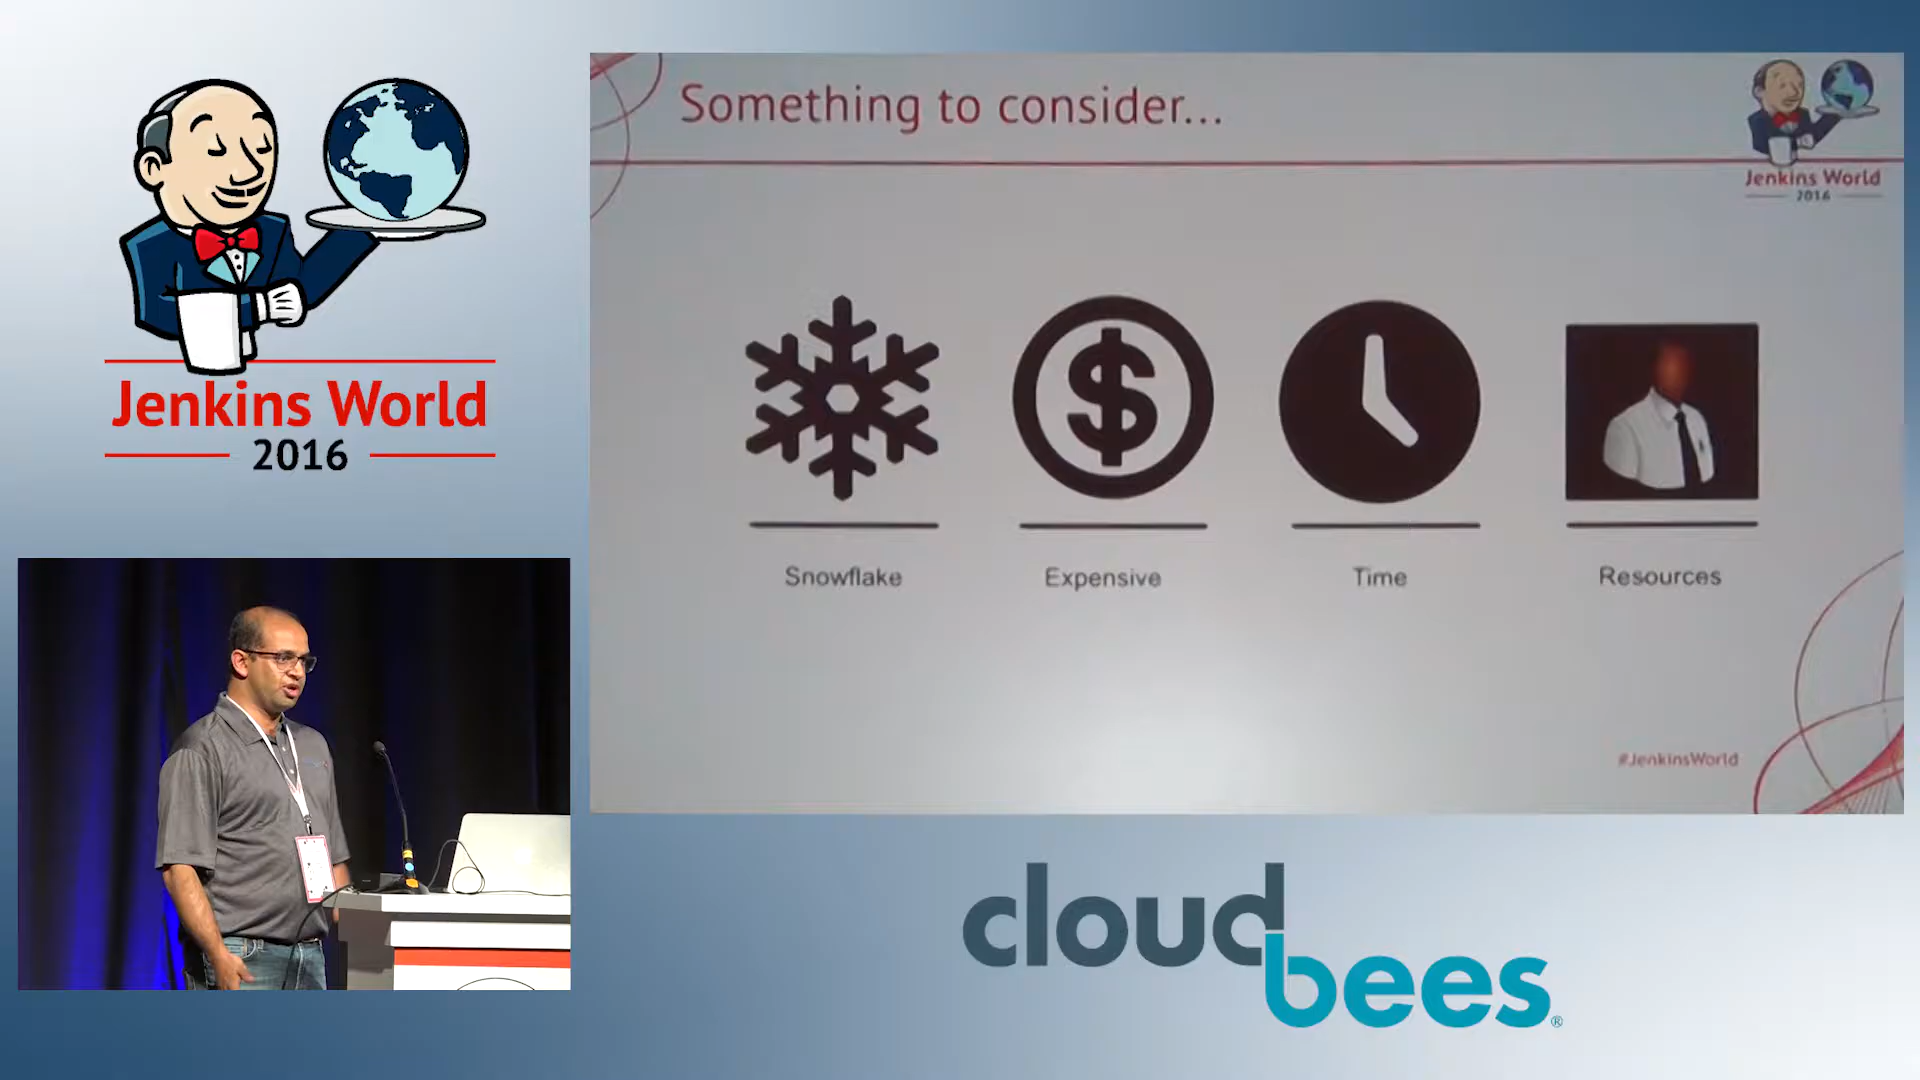 Jenkins World
2016
Something to consider...
Jenkins World
2016
Snowflake
Expensive
Time
Resources
#JenkinsWorld
cloud
bees®